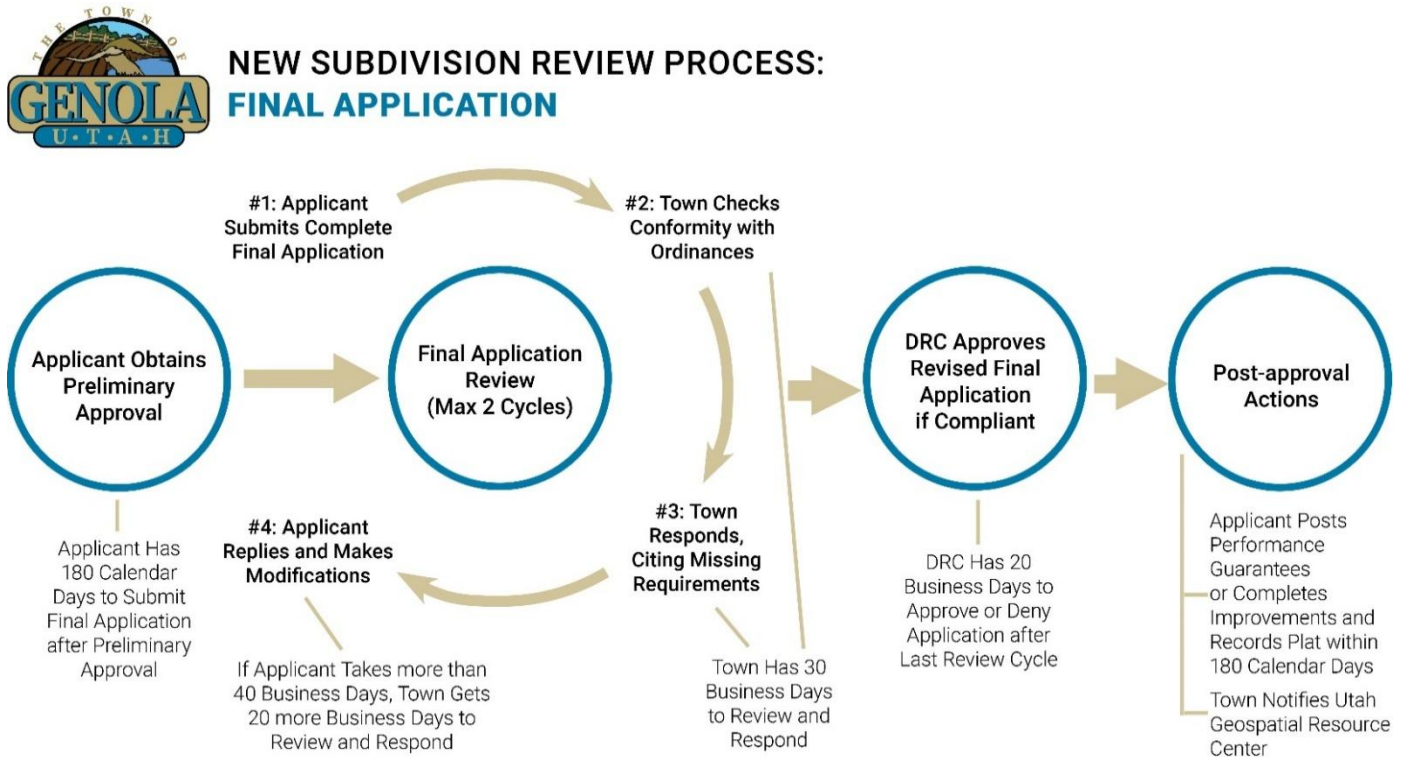 THE TOWN OF
GENOLA
U•T•A•H
NEW SUBDIVISION REVIEW PROCESS:
FINAL APPLICATION
#1: Applicant
Submits Complete
Final Application
#2: Town Checks
Conformity with
Ordinances
Applicant Obtains
Preliminary
Approval
Final Application
Review
(Max 2 Cycles)
DRC Approves
Revised Final
Application
if Compliant
Post-approval
Actions
#4: Applicant
Replies and Makes
Modifications
#3: Town
Responds,
Citing Missing
Requirements
Applicant Has
180 Calendar
Days to Submit
Final Application
after Preliminary
Approval
If Applicant Takes more than
40 Business Days, Town Gets
20 more Business Days to
Review and Respond
Town Has 30
Business Days
to Review and
Respond
DRC Has 20
Business Days to
Approve or Deny
Application after
Last Review Cycle
Applicant Posts
Performance
Guarantees
or Completes
Improvements and
Records Plat within
180 Calendar Days
Town Notifies Utah
Geospatial Resource
Center